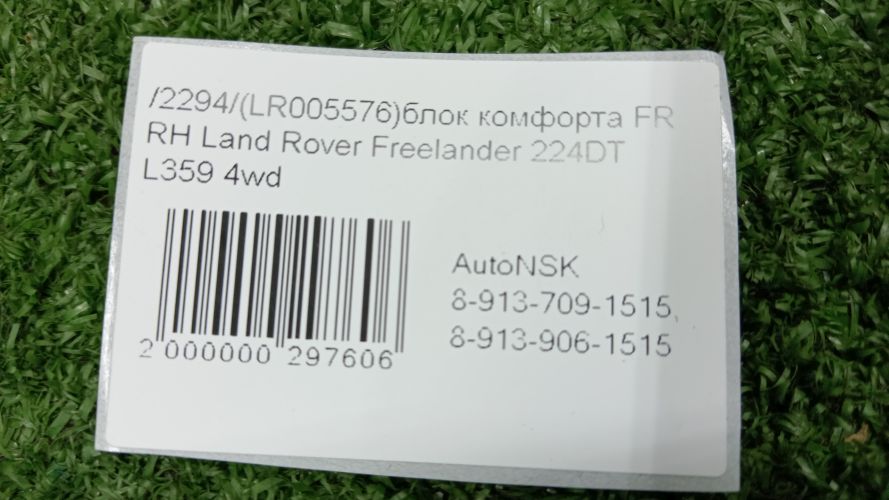 /2294/(LR005576)блок комфорта FR
RH Land Rover Freelander 224DT
L359 4wd
AutoNSK
8-913-709-1515,
8-913-906-1515
2 000000 297606